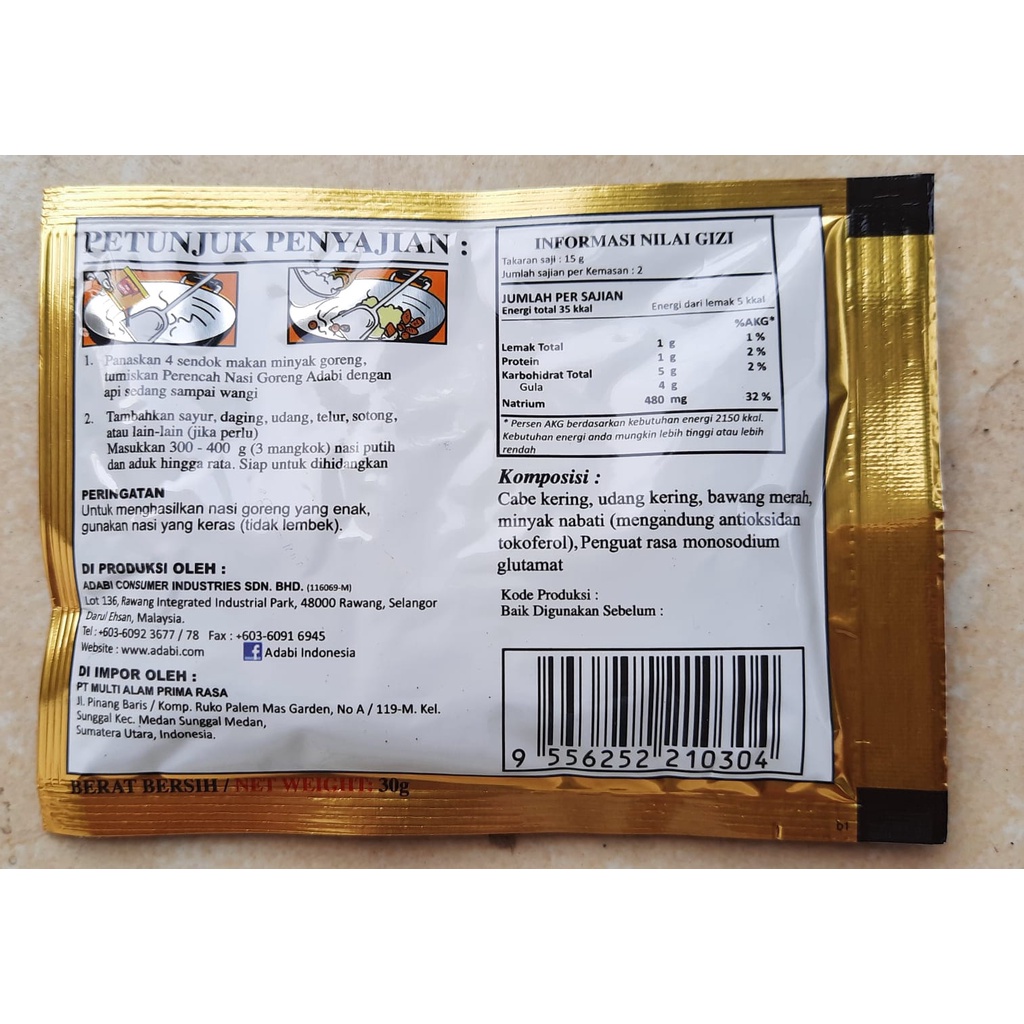 PETUNJUK PENYAJIAN :
1. Panaskan 4 sendok makan minyak goreng,
tumiskan Perencah Nasi Goreng Adabi dengan
api sedang sampai wangi
2. Tambahkan sayur, daging, udang, telur, sotong,
atau lain-lain (jika perlu)
Masukkan 300 - 400 g (3 mangkok) nasi putih
dan aduk hingga rata. Siap untuk dihidangkan
PERINGATAN
Untuk menghasilkan nasi goreng yang enak,
gunakan nasi yang keras (tidak lembek).
DI PRODUKSI OLEH :
ADABI CONSUMER INDUSTRIES SDN. BHD. (116069-M)
Lot 136, Rawang Integrated Industrial Park, 48000 Rawang, Selangor
Darul Ehsan, Malaysia.
Tel : +603-6092 3677 / 78 Fax : +603-6091 6945
Website : www.adabi.com f Adabi Indonesia
DI IMPOR OLEH :
PT MULTI ALAM PRIMA RASA
Jl. Pinang Baris / Komp. Ruko Palem Mas Garden, No A / 119-M. Kel.
Sunggal Kec. Medan Sunggal Medan,
Sumatera Utara, Indonesia.
BERAT BERSIH / NET WEIGHT: 30g
INFORMASI NILAI GIZI
Takaran saji : 15 g
Jumlah sajian per Kemasan : 2
JUMLAH PER SAJIAN
Energi total 35 kkal Energi dari lemak 5 kkal
%AKG*
Lemak Total 1 g 1 %
Protein 1 g 2 %
Karbohidrat Total 5 g 2 %
Gula 4 g
Natrium 480 mg 32 %
* Persen AKG berdasarkan kebutuhan energi 2150 kkal.
Kebutuhan energi anda mungkin lebih tinggi atau lebih
rendah
Komposisi :
Cabe kering, udang kering, bawang merah,
minyak nabati (mengandung antioksidan
tokoferol), Penguat rasa monosodium
glutamat
Kode Produksi :
Baik Digunakan Sebelum :
9 556252 210304
b1